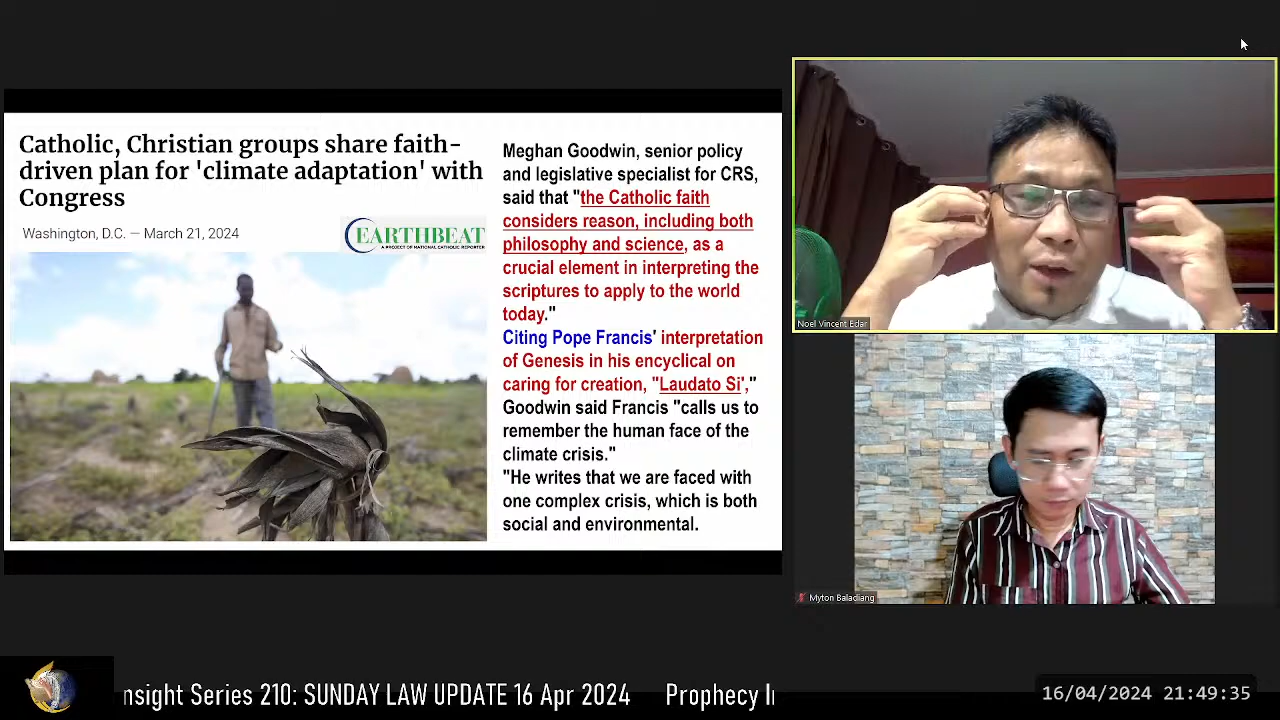 Catholic, Christian groups share faith-
driven plan for 'climate adaptation' with
Congress
Washington, D.C. — March 21, 2024
EARTHBEAT
A PROJECT OF NATIONAL CATHOLIC REPORTER
Meghan Goodwin, senior policy
and legislative specialist for CRS,
said that "the Catholic faith
considers reason, including both
philosophy and science, as a
crucial element in interpreting the
scriptures to apply to the world
today."
Citing Pope Francis' interpretation
of Genesis in his encyclical on
caring for creation, "Laudato Si',"
Goodwin said Francis "calls us to
remember the human face of the
climate crisis."
"He writes that we are faced with
one complex crisis, which is both
social and environmental.
Noel Vincent Edar
Myton Baladiang
nsight Series 210: SUNDAY LAW UPDATE 16 Apr 2024 Prophecy I
16/04/2024 21:49:35